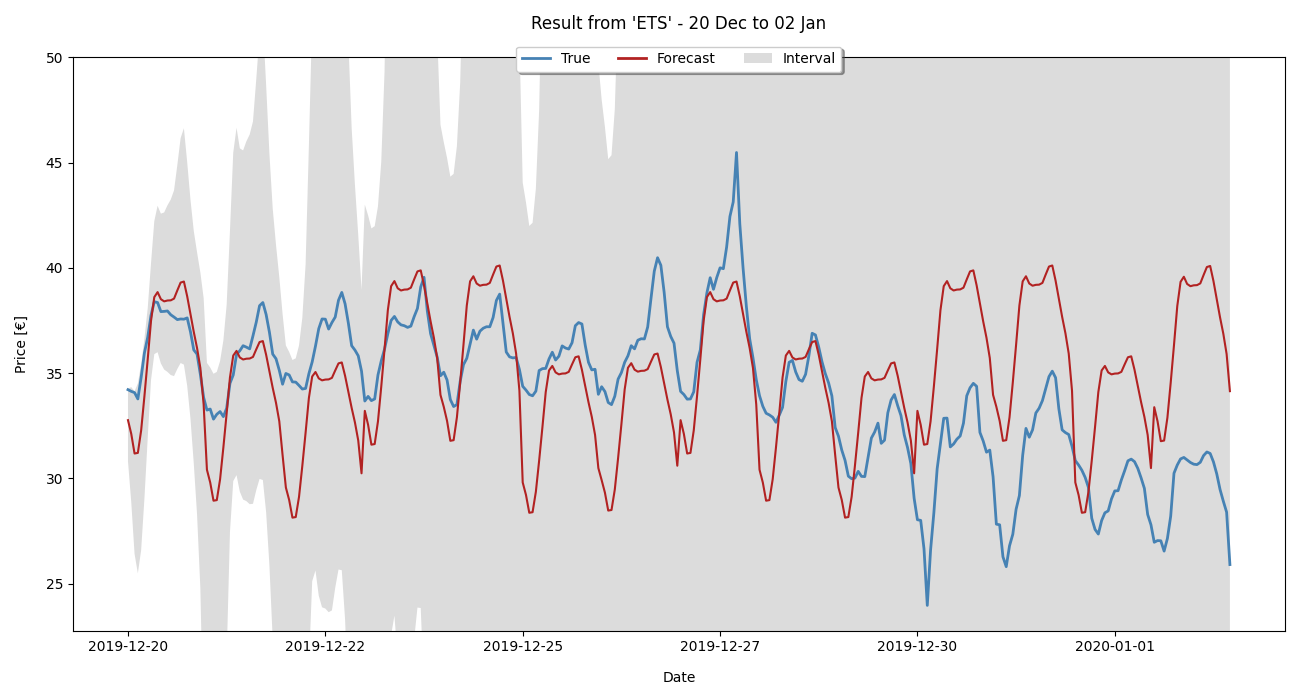 Result from 'ETS' - 20 Dec to 02 Jan
True Forecast Interval
50
45
40
35
30
25
Price [€]
2019-12-20 2019-12-22 2019-12-25 2019-12-27 2019-12-30 2020-01-01
Date